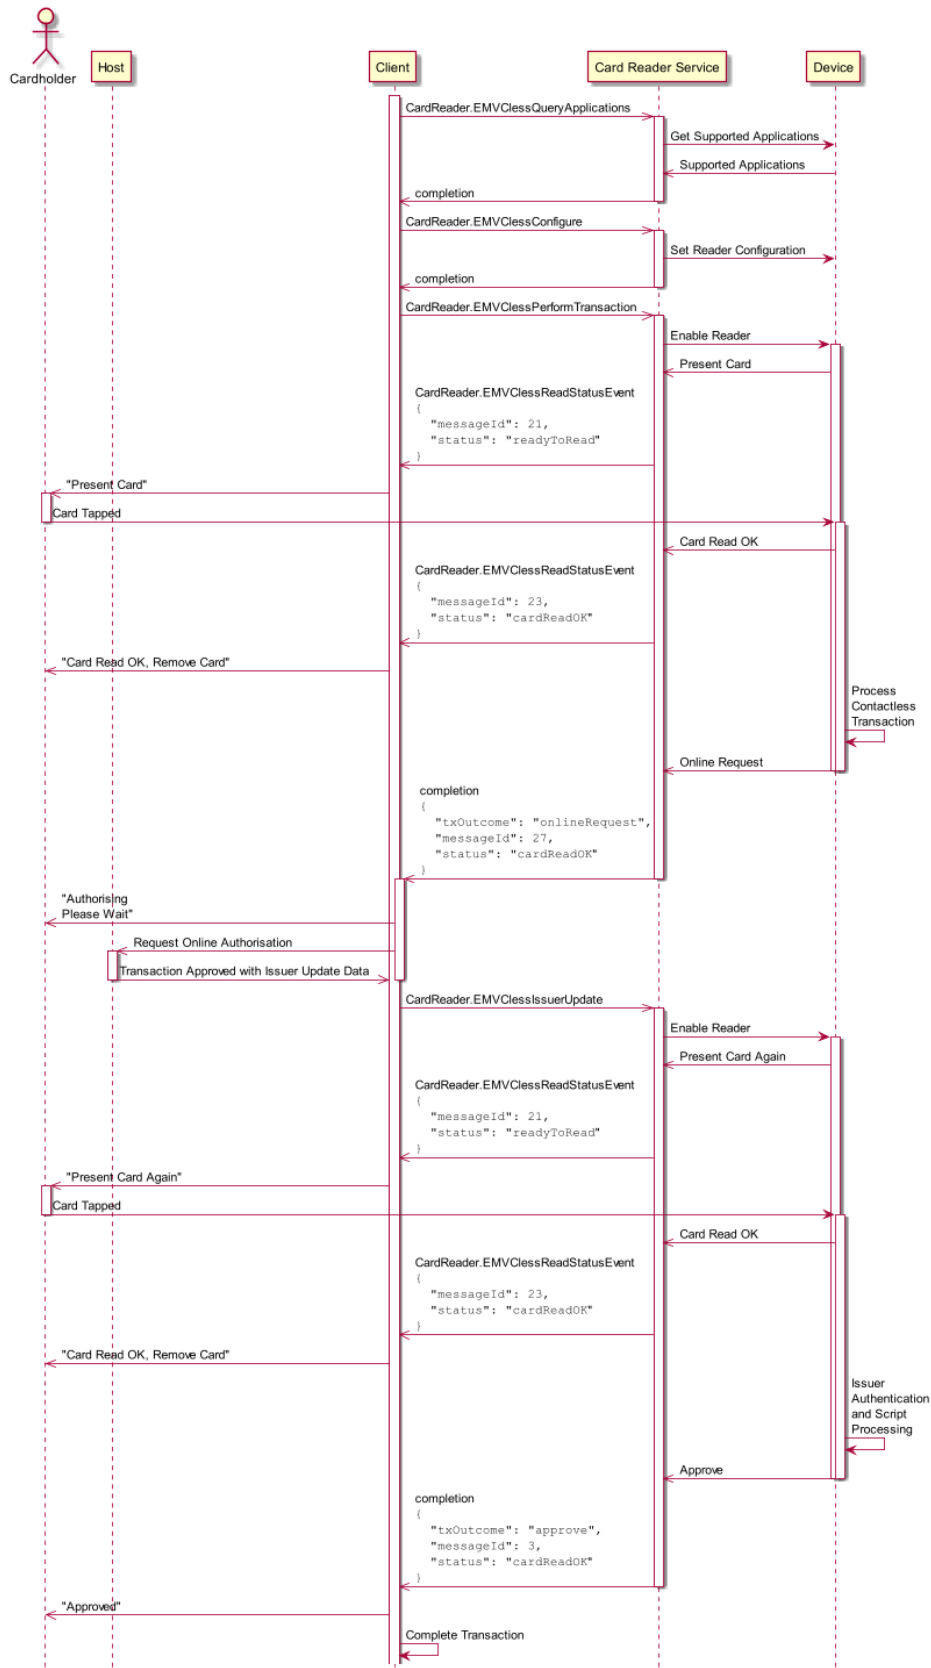 Cardholder
Host
Client
Card Reader Service
Device
CardReader.EMVClessQueryApplications
Get Supported Applications
Supported Applications
completion
CardReader.EMVClessConfigure
Set Reader Configuration
completion
CardReader.EMVClessPerformTransaction
Enable Reader
Present Card
CardReader.EMVClessReadStatusEvent
{
"messageId": 21,
"status": "readyToRead"
}
"Present Card"
Card Tapped
Card Read OK
CardReader.EMVClessReadStatusEvent
{
"messageId": 23,
"status": "cardReadOK"
}
"Card Read OK, Remove Card"
Process
Contactless
Transaction
Online Request
completion
{
"txOutcome": "onlineRequest",
"messageId": 27,
"status": "cardReadOK"
}
"Authorising
Please Wait"
Request Online Authorisation
Transaction Approved with Issuer Update Data
CardReader.EMVClessIssuerUpdate
Enable Reader
Present Card Again
CardReader.EMVClessReadStatusEvent
{
"messageId": 21,
"status": "readyToRead"
}
"Present Card Again"
Card Tapped
Card Read OK
CardReader.EMVClessReadStatusEvent
{
"messageId": 23,
"status": "cardReadOK"
}
"Card Read OK, Remove Card"
Issuer
Authentication
and Script
Processing
Approve
completion
{
"txOutcome": "approve",
"messageId": 3,
"status": "cardReadOK"
}
"Approved"
Complete Transaction